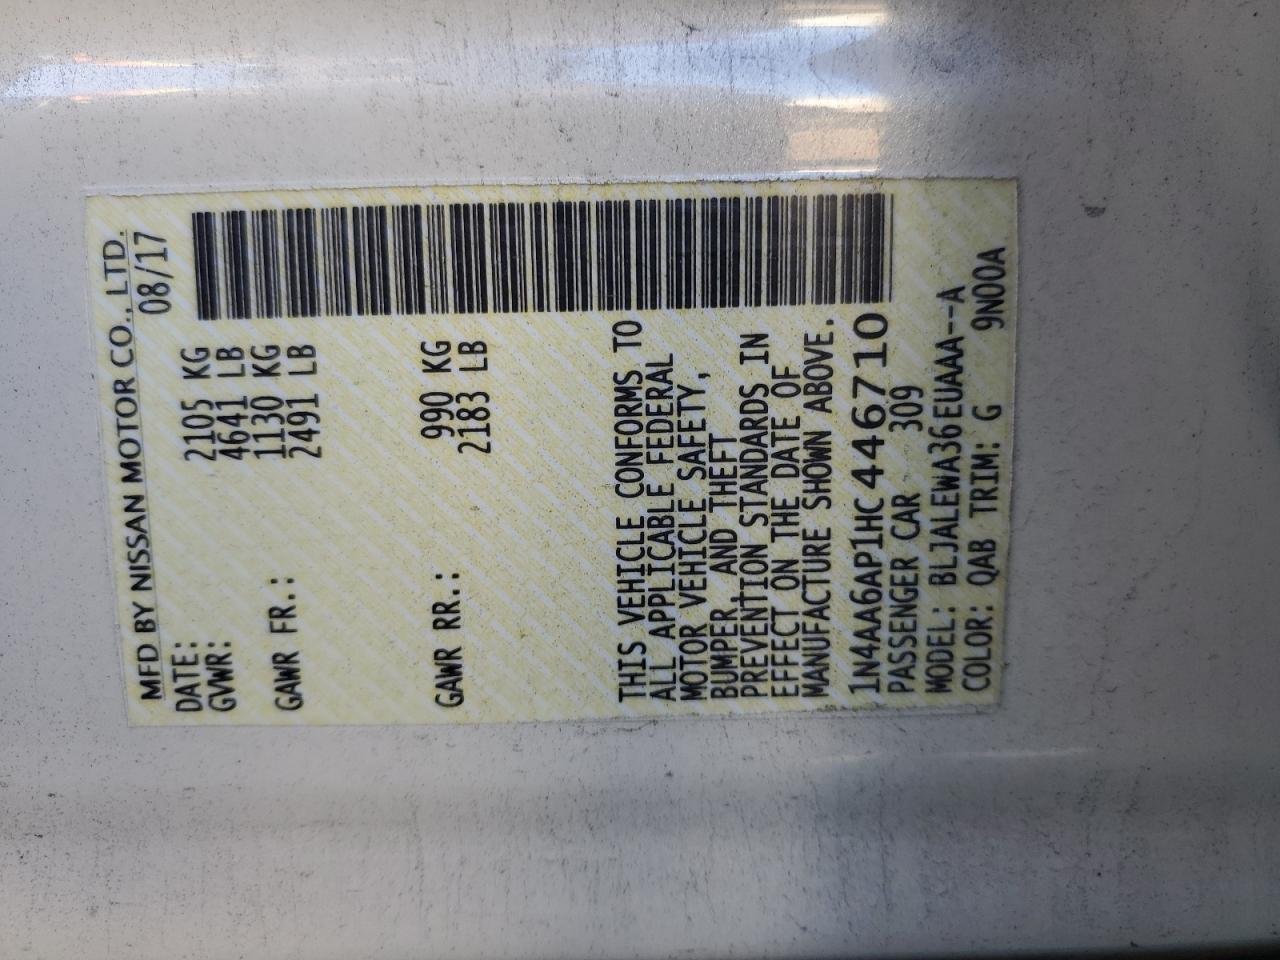 MFD BY NISSAN MOTOR CO., LTD.
DATE: 08/17
GVWR: 2105 KG
4641 LB
GAWR FR.: 1130 KG
2491 LB
GAWR RR.: 990 KG
2183 LB
THIS VEHICLE CONFORMS TO
ALL APPLICABLE FEDERAL
MOTOR VEHICLE SAFETY,
BUMPER, AND THEFT
PREVENTION STANDARDS IN
EFFECT ON THE DATE OF
MANUFACTURE SHOWN ABOVE.
1N4AA6AP1HC446710
PASSENGER CAR 309
MODEL: BLJALEWA36EUAAA--A
COLOR: QAB TRIM: G 9N00A